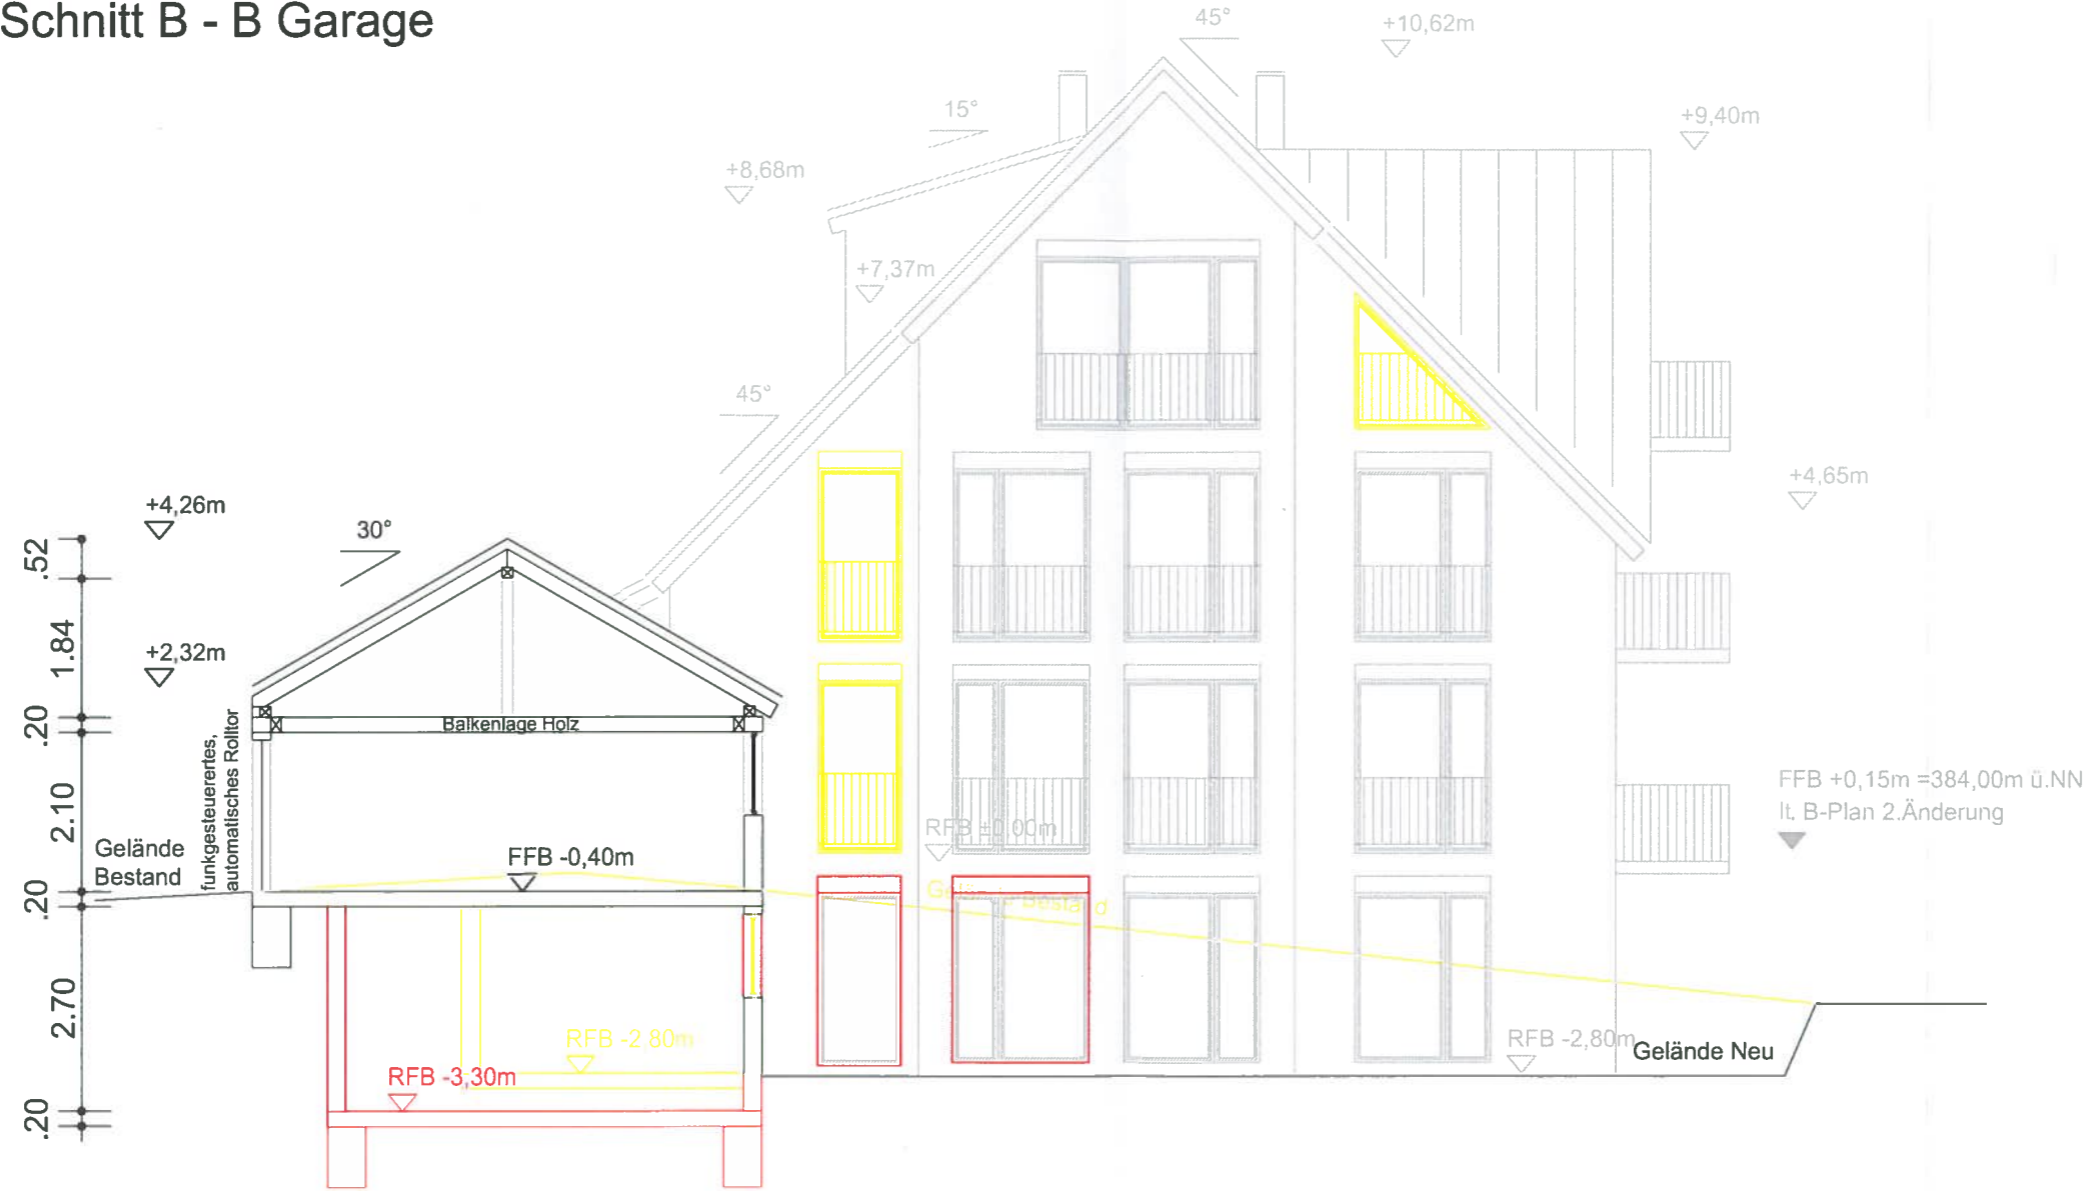 Schnitt B - B Garage
45°
+10,62m
15°
+9,40m
+8,68m
+7,37m
45°
+4,65m
+4,26m
30°
.52
1.84
+2,32m
.20
Balkenlage Holz
funkgesteuerertes,
automatisches Rolltor
2.10
FFB +0,15m =384,00m ü.NN
lt. B-Plan 2.Änderung
RFB ±0,00m
Gelände
Bestand
FFB -0,40m
.20
Gelände Bestand
2.70
RFB -2,80m
RFB -2,80m
Gelände Neu
RFB -3,30m
.20